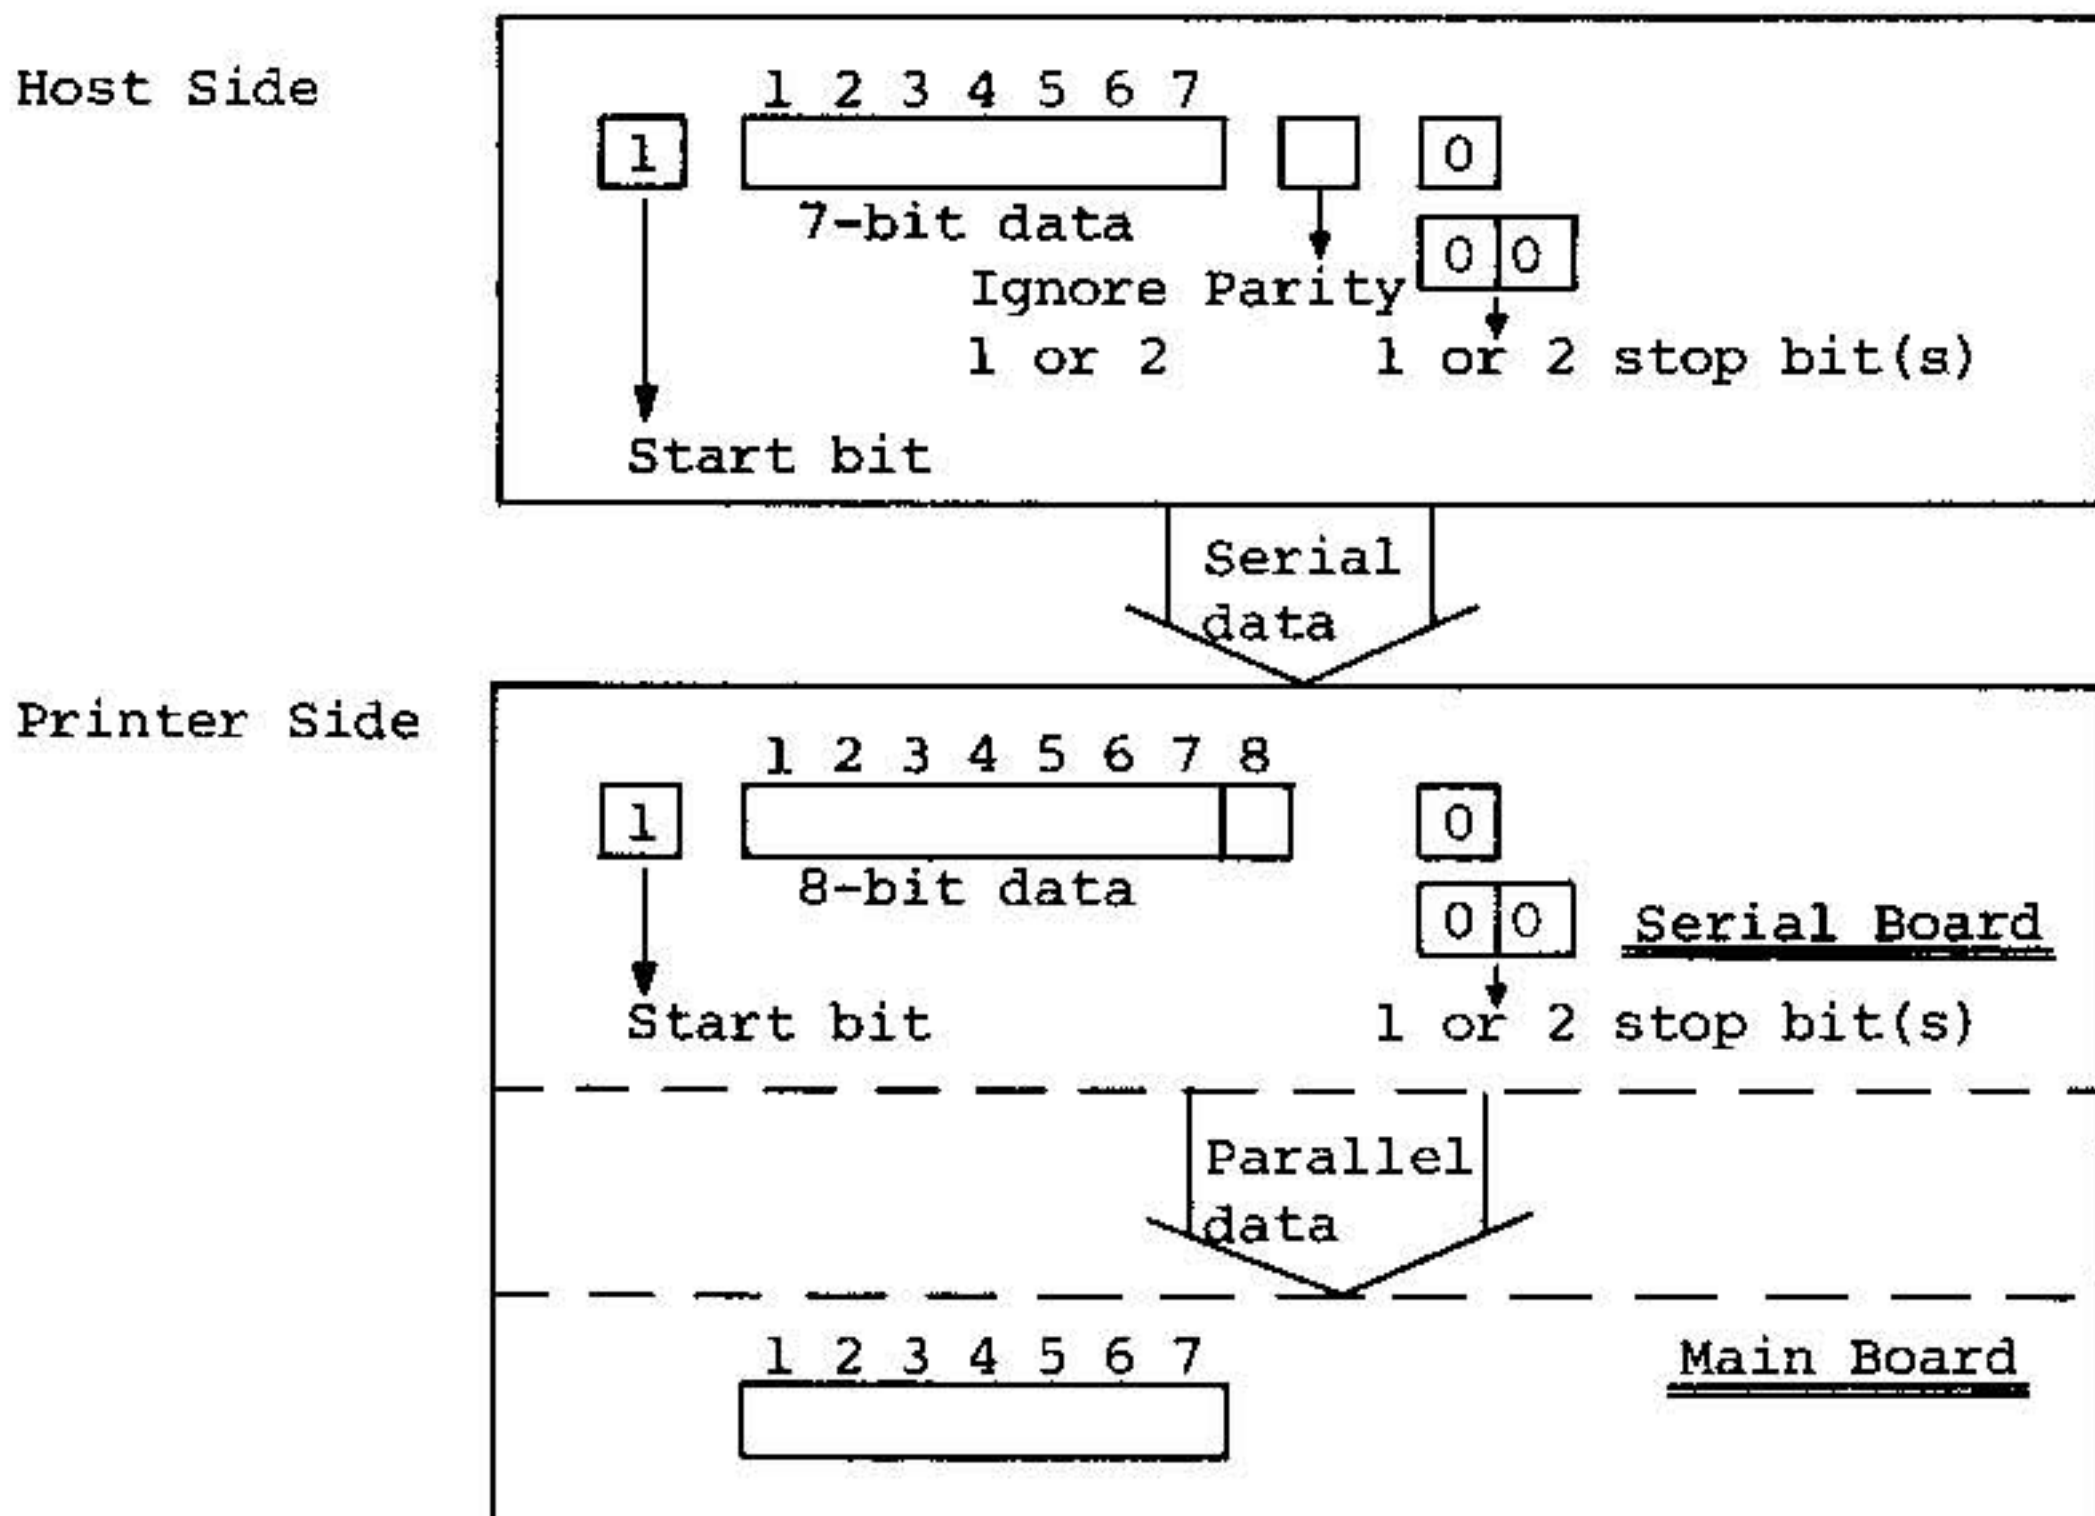 Host Side
1 2 3 4 5 6 7
1 0
7-bit data
0 0
Ignore Parity
1 or 2 1 or 2 stop bit(s)
Start bit
Serial
data
Printer Side
1 2 3 4 5 6 7 8
1 0
8-bit data
0 0 Serial Board
Start bit 1 or 2 stop bit(s)
Parallel
data
1 2 3 4 5 6 7 Main Board